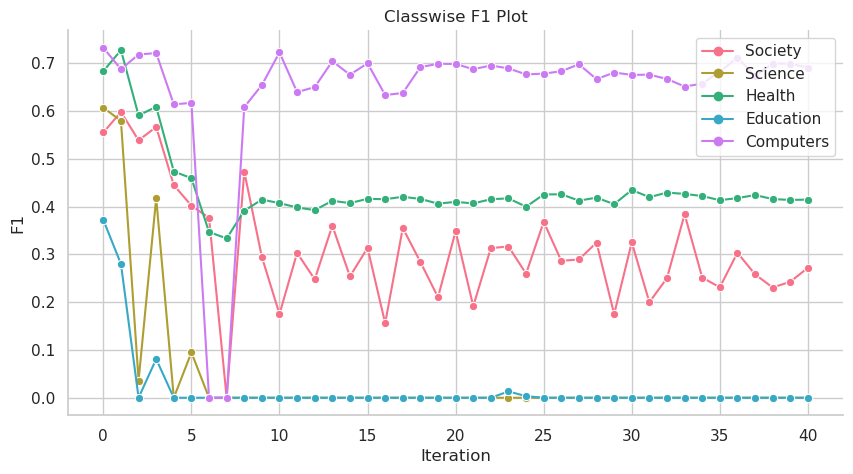 Classwise F1 Plot
F1
0.7
0.6
0.5
0.4
0.3
0.2
0.1
0.0
Society
Science
Health
Education
Computers
0 5 10 15 20 25 30 35 40
Iteration